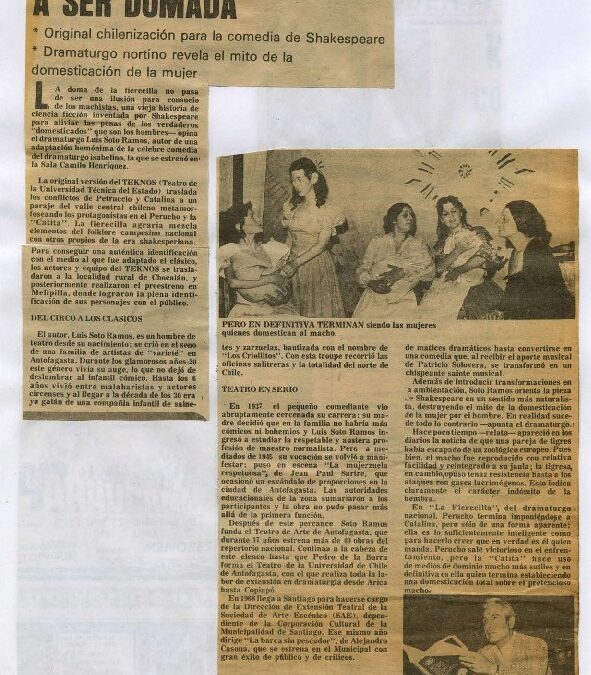 A SER DOMADA
* Original chilenización para la comedia de Shakespeare
* Dramaturgo nortino revela el mito de la
domesticación de la mujer
LA doma de la fierecilla no pasa
de ser una ilusión para consuelo
de los machistas, una vieja historia de
ciencia ficción inventada por Shakespeare
para aliviar las penas de los verdaderos
"domesticados" que son los hombres— opina
el dramaturgo Luis Soto Ramos, autor de una
adaptación homónima de la célebre comedia
del dramaturgo isabelino, la que se estrenó en
la Sala Camilo Henríquez.
La original versión del TEKNOS (Teatro de
la Universidad Técnica del Estado) traslada
los conflictos de Petruccio y Catalina a un
paraje del valle central chileno metamor-
foseando los protagonistas en el Perucho y la
"Catita". La fierecilla agraria mezcla
elementos del folklore campesino nacional
con otros propios de la era shakesperiana.
Para conseguir una auténtica identificación
con el medio al que fue adaptado el clásico,
los actores y equipo del TEKNOS se trasla-
daron a la localidad rural de Chocalán, y
posteriormente realizaron el preestreno en
Melipilla, donde lograron la plena identi-
ficación de sus personajes con el público.
DEL CIRCO A LOS CLASICOS
El autor, Luis Soto Ramos, es un hombre de
teatro desde su nacimiento; se crió en el seno
de una familia de artistas de "varieté" en
Antofagasta. Durante los glamorosos años 20
este género vivía su auge, lo que no dejó de
deslumbrar al infantil cómico. Hasta los 6
años vivió entre malabaristas y actores
circenses y al llegar a la década de los 30 era
ya galán de una compañía infantil de saine-
PERO EN DEFINITIVA TERMINAN siendo las mujeres
quienes domestican al macho
tes y zarzuelas, bautizada con el nombre de
"Los Criollitos". Con esta troupe recorrió las
oficinas salitreras y la totalidad del norte de
Chile.
TEATRO EN SERIO
En 1937 el pequeño comediante vio
abruptamente cercenada su carrera: su ma-
dre decidió que en la familia no habría más
cómicos ni bohemios y Luis Soto Ramos in-
gresó a estudiar la respetable y austera profe-
sión de maestro normalista. Pero a me-
diados de 1945 su vocación se volvió a mani-
festar: puso en escena "La mujerzuela
respetuosa", de Jean Paul Sartre, que
ocasionó un escándalo de proporciones en la
ciudad de Antofagasta. Las autoridades
educacionales de la zona sumariaron a los
participantes y la obra no pudo pasar más
allá de la primera función.
Después de este percance Soto Ramos
funda el Teatro de Arte de Antofagasta, que
durante 17 años estrena más de 40 obras del
repertorio nacional. Continúa a la cabeza de
este elenco hasta que Pedro de la Barra
forma el Teatro de la Universidad de Chile
de Antofagasta, con el que realiza toda la la-
bor de extensión en dramaturgia desde Arica
hasta Copiapó.
En 1968 llega a Santiago para hacerse cargo
de la Dirección de Extensión Teatral de la
Sociedad de Arte Escénico (SAE), depen-
diente de la Corporación Cultural de la
Municipalidad de Santiago. Ese mismo año
dirige "La barca sin pescador", de Alejandro
Casona, que se estrena en el Municipal con
gran éxito de público y de críticos.
de matices dramáticos hasta convertirse en
una comedia que, al recibir el aporte musical
de Patricio Solovera, se transformó en un
chispeante sainte musical.
Además de introducir transformaciones en
a ambientación, Soto Ramos orienta la pieza
Shakespeare en un sentido más naturalis-
ta, destruyendo el mito de la domesticación
de la mujer por el hombre. En realidad suce-
de todo lo contrario —apunta el dramaturgo.
Hace poco tiempo —relata— apareció en los
diarios la noticia de que una pareja de tigres
había escapado de un zoológico europeo. Pues
bien, el macho fue reproducido con relativa
facilidad y reintegrado a su jaula; la tigresa,
en cambio, opuso tenaz resistencia hasta a los
ataques con gases lacrimógenos. Esto indica
claramente el carácter indómito de la
hembra.
En "La Fierecilla", del dramaturgo
nacional, Perucho termina imponiéndose a
Catalina, pero sólo de una forma aparente;
ella es lo suficientemente inteligente como
para hacerlo creer que en verdad es él quien
manda. Perucho sale victorioso en el enfren-
tamiento, pero la "Catita" hace uso
de medios de dominio mucho más sutiles y en
definitiva es ella quien termina estableciendo
una domesticación total sobre el pretencioso
macho.